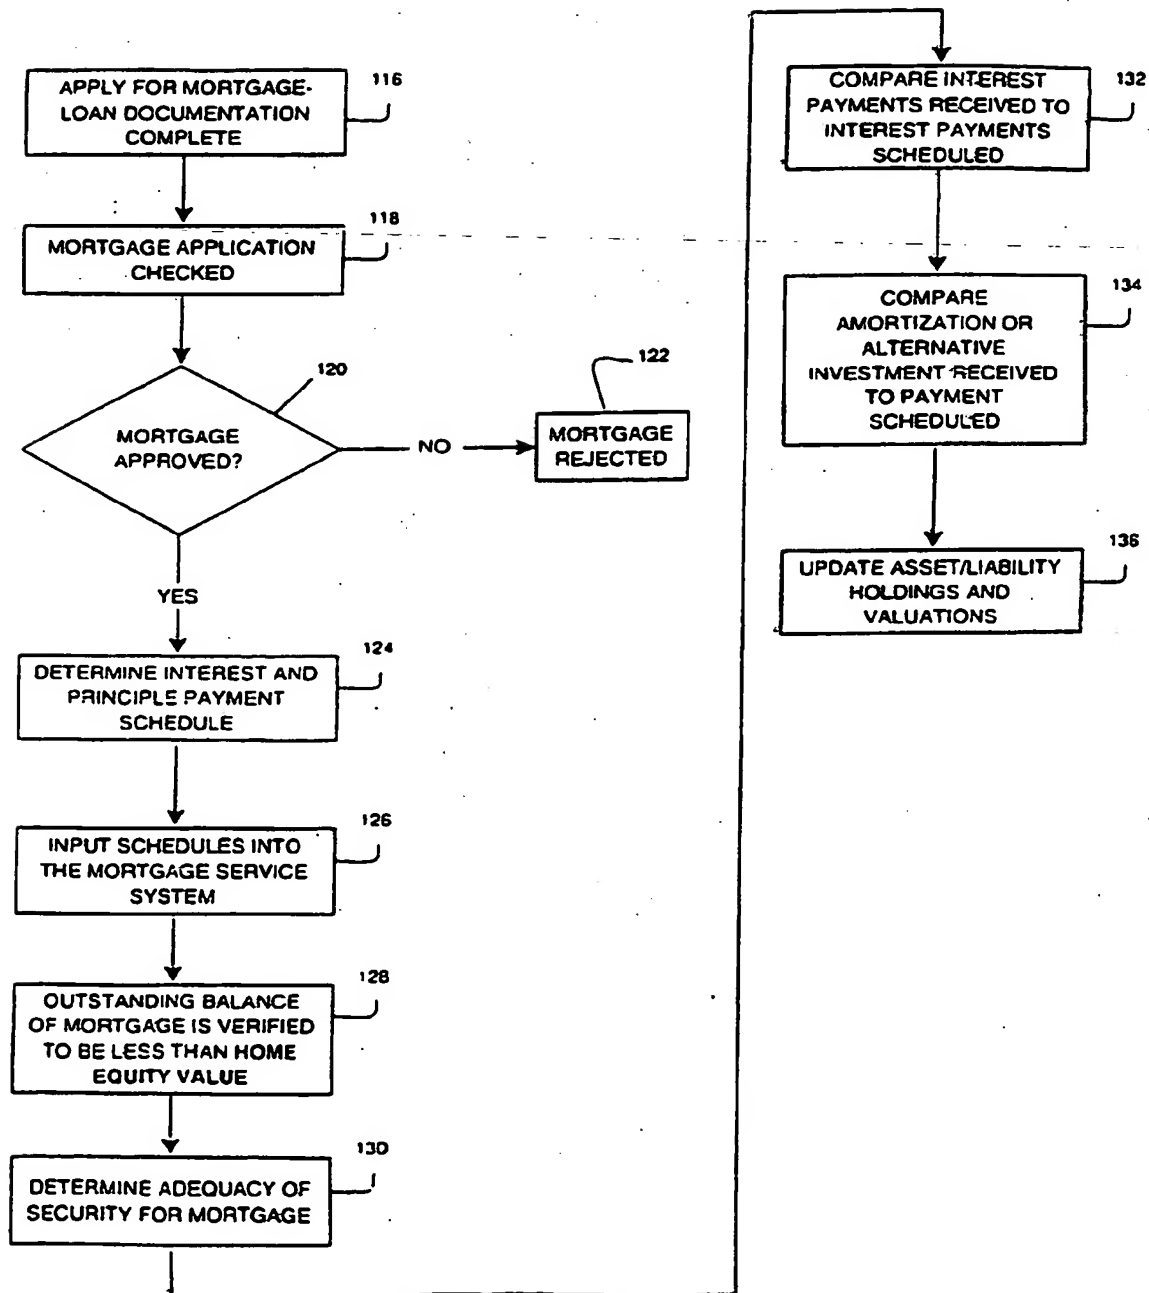 APPLY FOR MORTGAGE-
LOAN DOCUMENTATION
COMPLETE
116
MORTGAGE APPLICATION
CHECKED
118
MORTGAGE
APPROVED?
120
NO
MORTGAGE
REJECTED
122
YES
DETERMINE INTEREST AND
PRINCIPLE PAYMENT
SCHEDULE
124
INPUT SCHEDULES INTO
THE MORTGAGE SERVICE
SYSTEM
126
OUTSTANDING BALANCE
OF MORTGAGE IS VERIFIED
TO BE LESS THAN HOME
EQUITY VALUE
128
DETERMINE ADEQUACY OF
SECURITY FOR MORTGAGE
130
COMPARE INTEREST
PAYMENTS RECEIVED TO
INTEREST PAYMENTS
SCHEDULED
132
COMPARE
AMORTIZATION OR
ALTERNATIVE
INVESTMENT RECEIVED
TO PAYMENT
SCHEDULED
134
UPDATE ASSET/LIABILITY
HOLDINGS AND
VALUATIONS
136